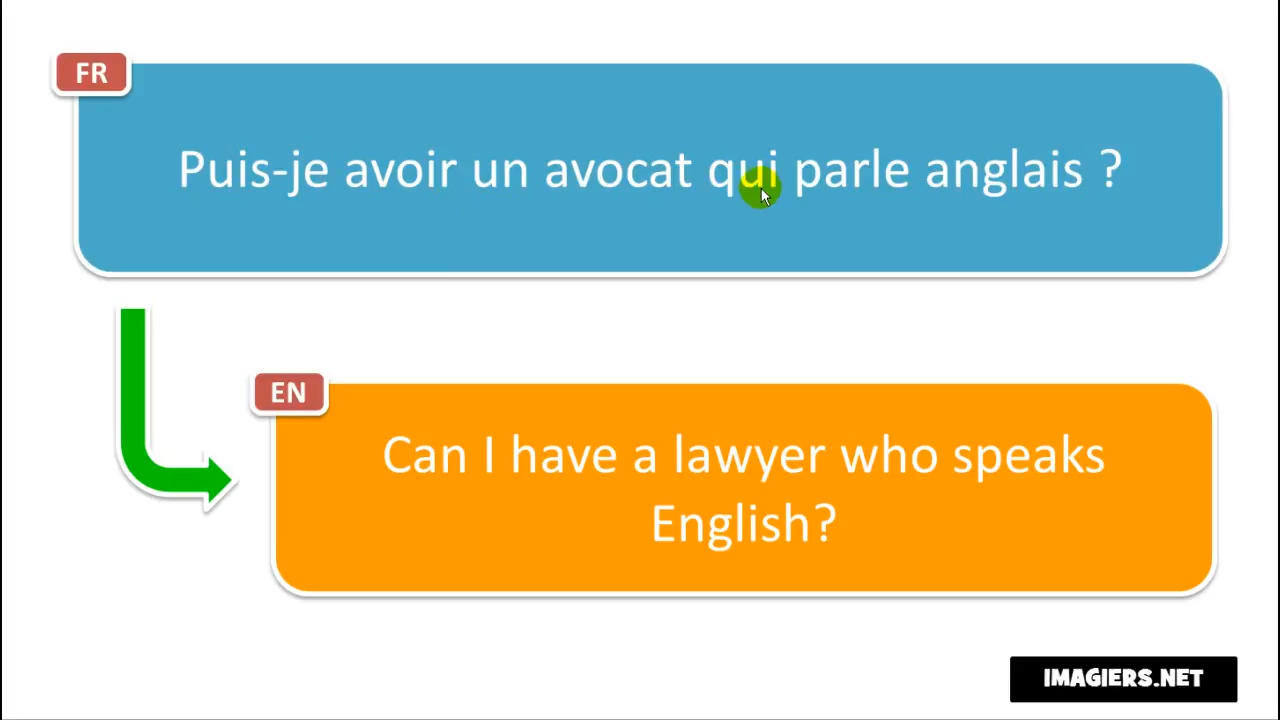 FR
Puis-je avoir un avocat qui parle anglais ?
EN
Can I have a lawyer who speaks
English?
IMAGIERS.NET